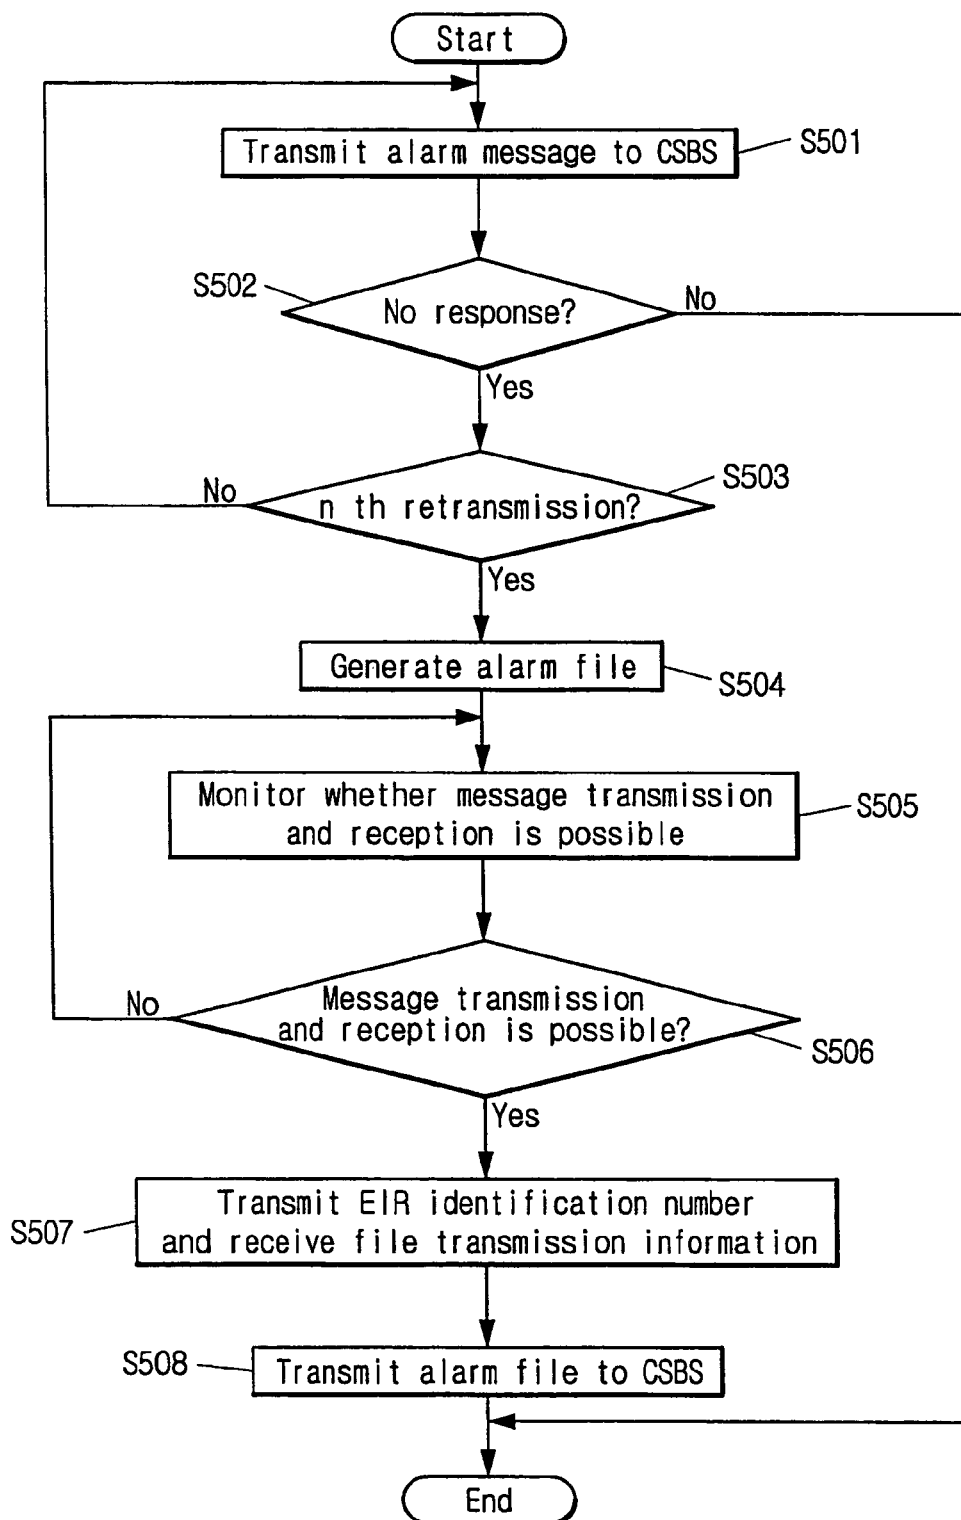 Start
Transmit alarm message to CSBS
S501
S502
No response?
No
Yes
S503
No
n th retransmission?
Yes
Generate alarm file
S504
Monitor whether message transmission
and reception is possible
S505
Message transmission
and reception is possible?
No
S506
Yes
Transmit EIR identification number
and receive file transmission information
S507
S508
Transmit alarm file to CSBS
End